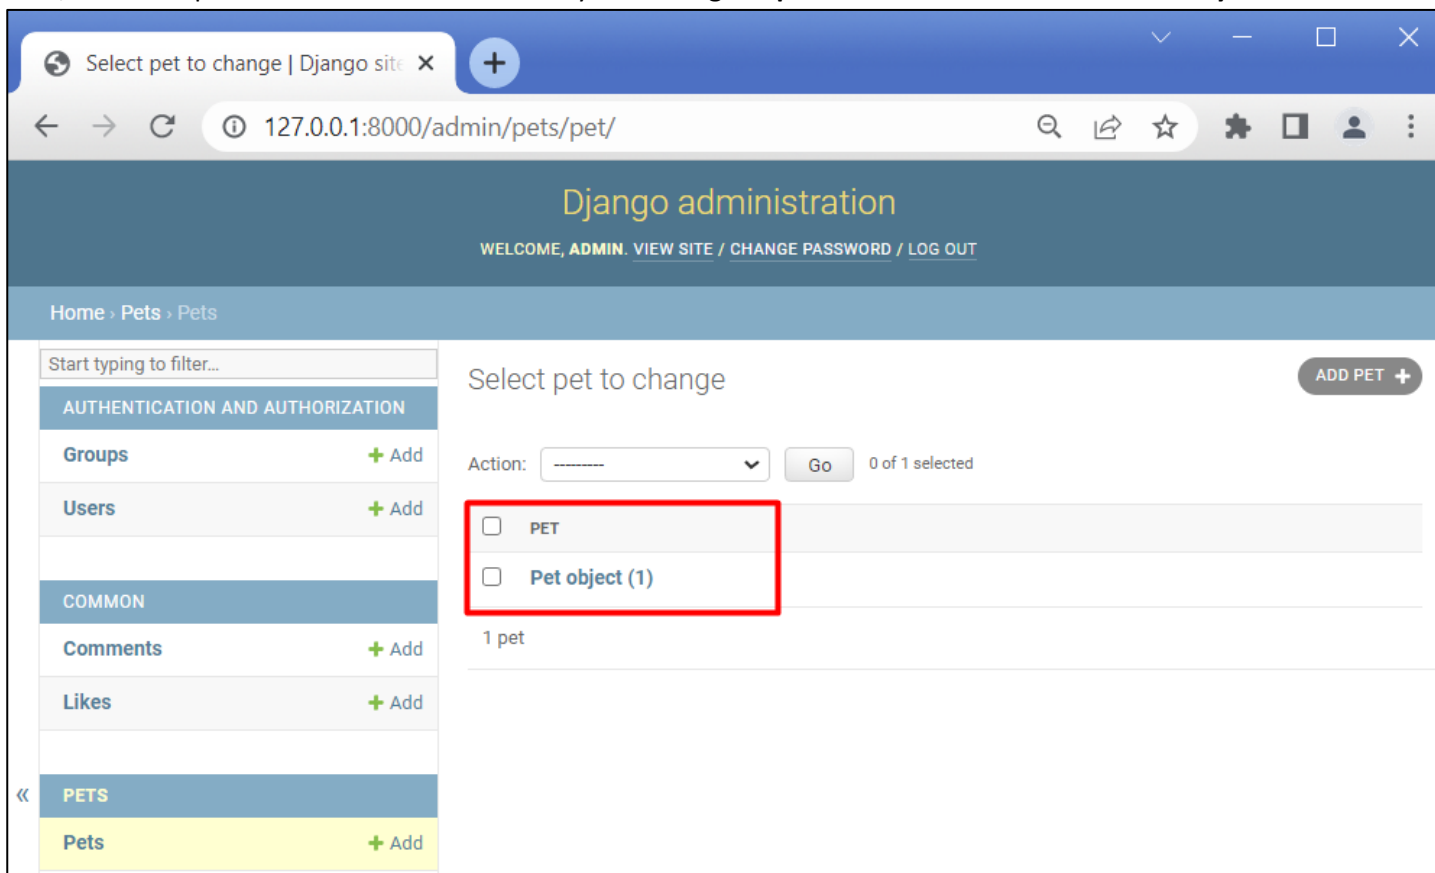 Select pet to change | Django site
127.0.0.1:8000/admin/pets/pet/
Django administration
WELCOME, ADMIN. VIEW SITE / CHANGE PASSWORD / LOG OUT
Home › Pets › Pets
Start typing to filter...
AUTHENTICATION AND AUTHORIZATION
Groups + Add
Users + Add
COMMON
Comments + Add
Likes + Add
« PETS
Pets + Add
Select pet to change
ADD PET +
Action: --------- Go 0 of 1 selected
PET
Pet object (1)
1 pet